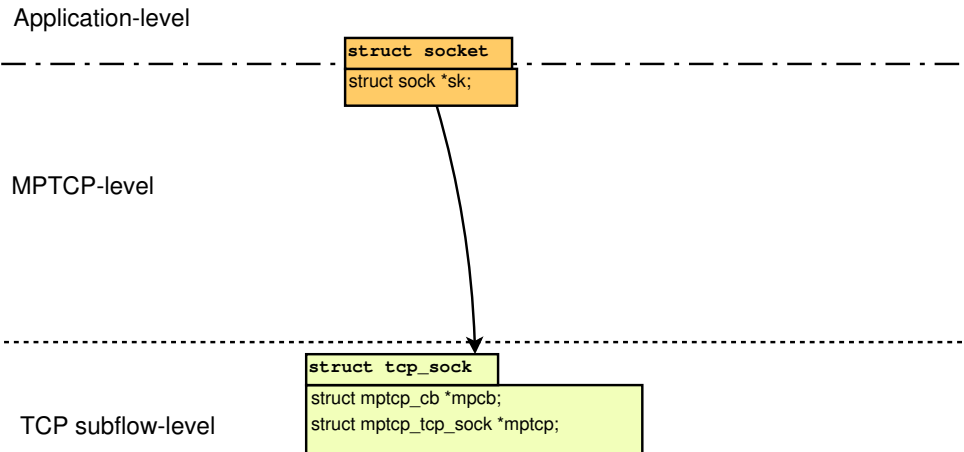 Application-level
struct socket
struct sock *sk;
MPTCP-level
struct tcp_sock
struct mptcp_cb *mpcb;
struct mptcp_tcp_sock *mptcp;
TCP subflow-level